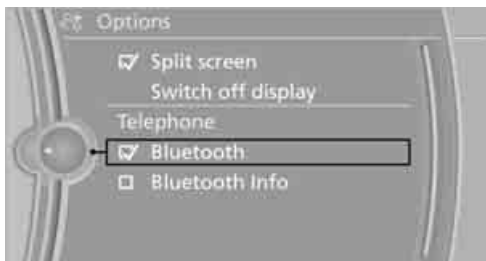 Options
Split screen
Switch off display
Telephone
Bluetooth
Bluetooth Info